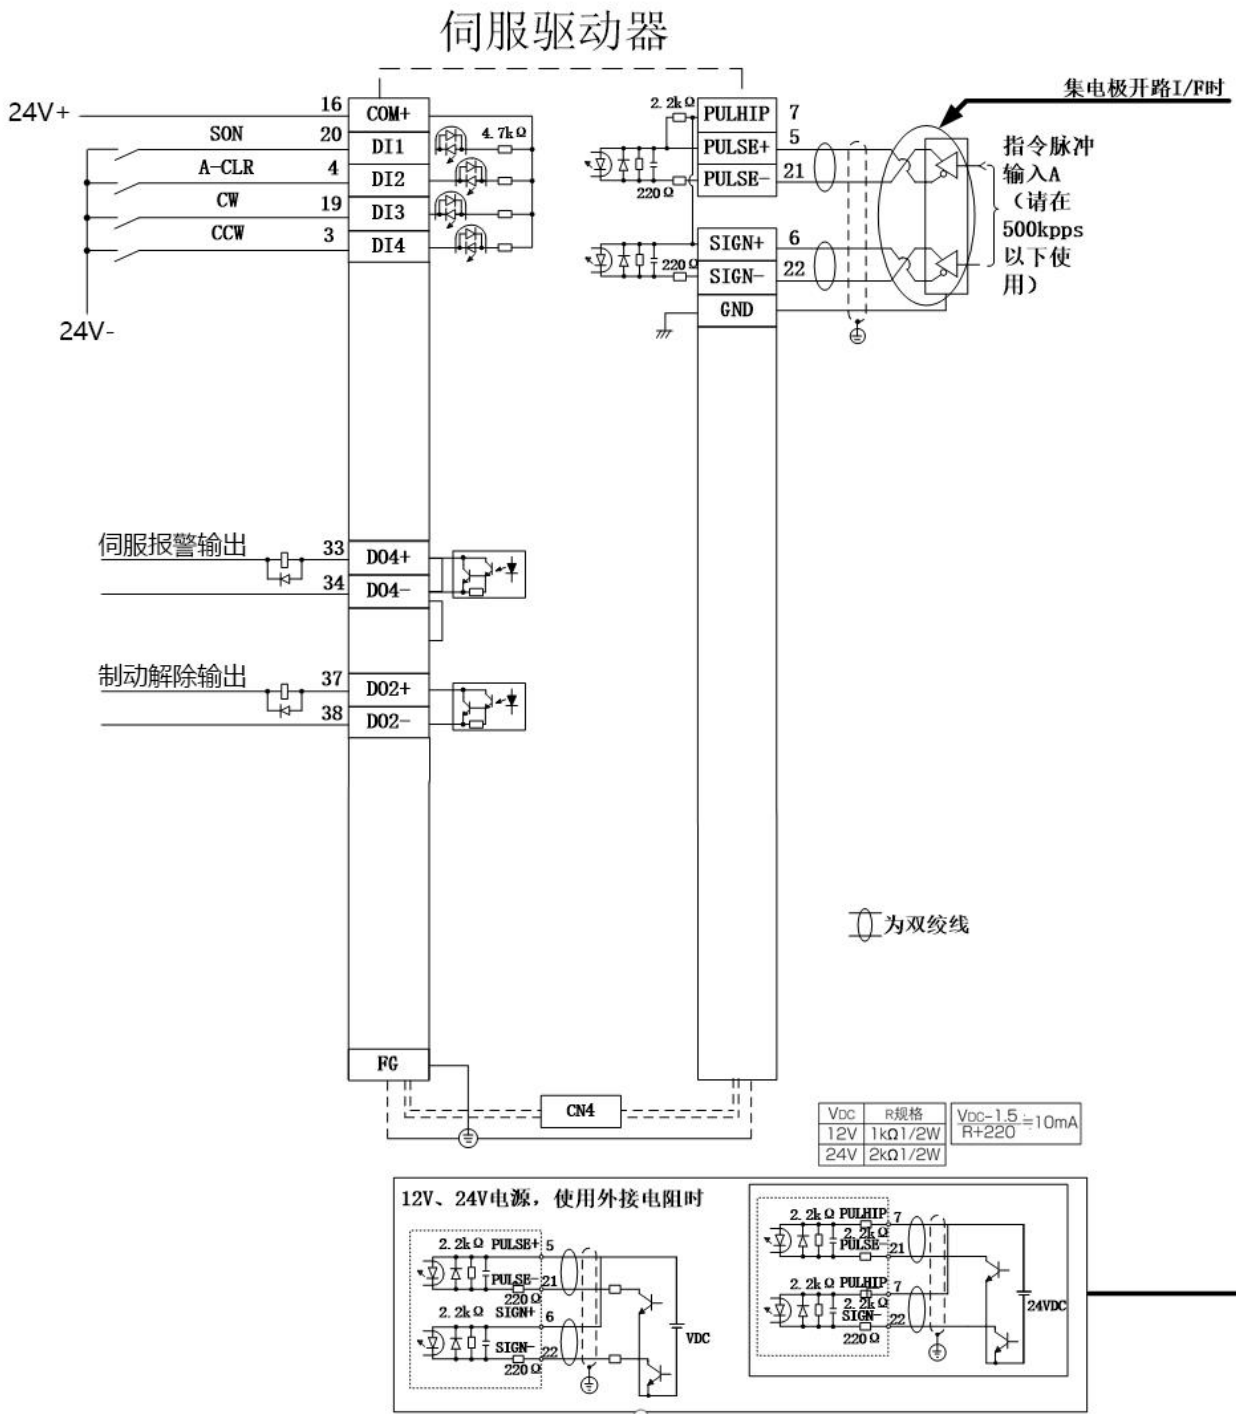 伺服驱动器
24V+
16
COM+
SON
20
DI1
4.7kΩ
A-CLR
4
DI2
CW
19
DI3
CCW
3
DI4
24V-
2.2kΩ
PULHIP
7
PULSE+
5
PULSE-
21
220Ω
SIGN+
6
220Ω
SIGN-
22
GND
集电极开路I/F时
指令脉冲
输入A
（请在
500kpps
以下使
用）
伺服报警输出
33
DO4+
34
DO4-
制动解除输出
37
DO2+
38
DO2-
为双绞线
FG
CN4
VDC R规格
12V 1kΩ1/2W
24V 2kΩ1/2W
VDC-1.5
R+220
≒10mA
12V、24V电源，使用外接电阻时
2.2kΩ PULSE+ 5
PULSE- 21
220Ω
2.2kΩ SIGN+ 6
SIGN- 22
220Ω
VDC
2.2kΩ PULHIP 7
2.2kΩ
PULSE- 21
2.2kΩ PULHIP 7
2.2kΩ
SIGN- 22
220Ω
24VDC